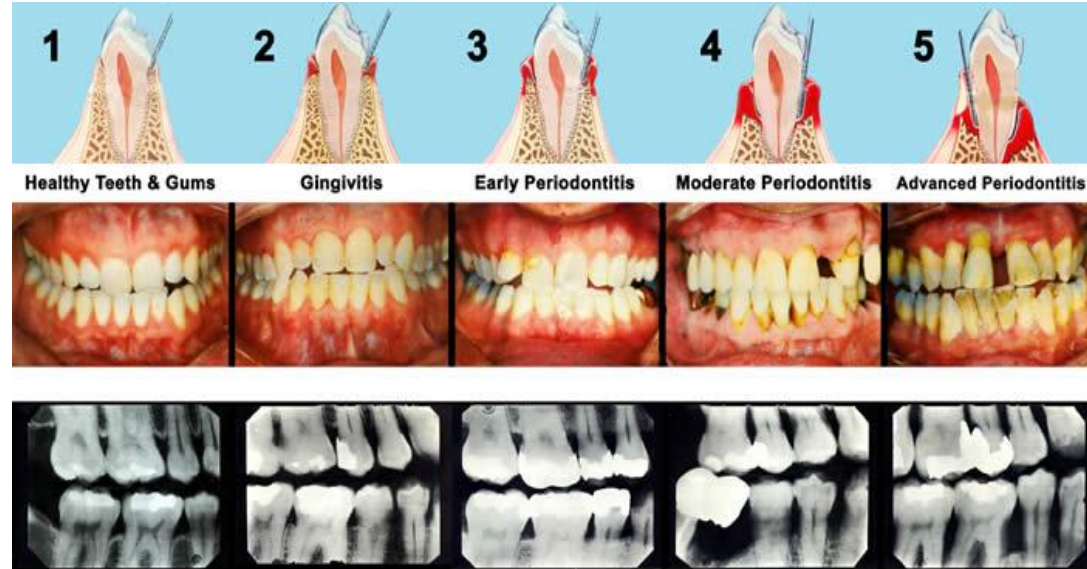 1
2
3
4
5
Healthy Teeth & Gums
Gingivitis
Early Periodontitis
Moderate Periodontitis
Advanced Periodontitis